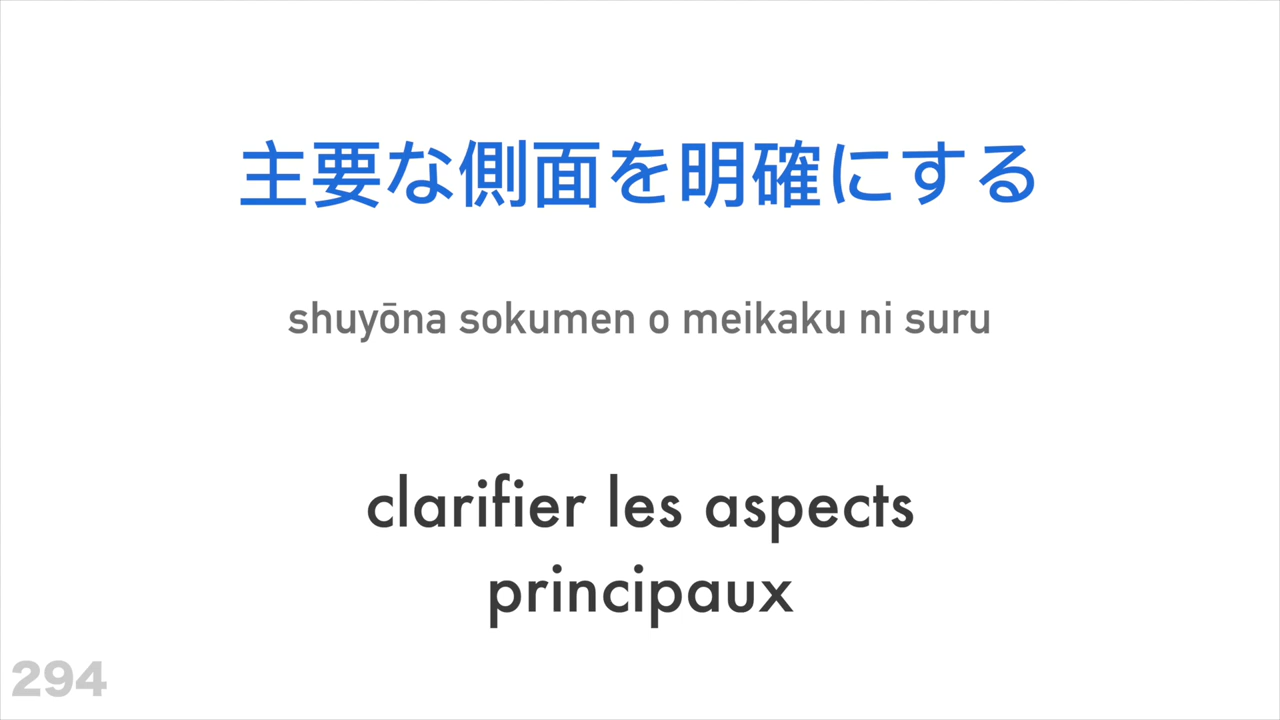 主要な側面を明確にする
shuyōna sokumen o meikaku ni suru
clarifier les aspects
principaux
294